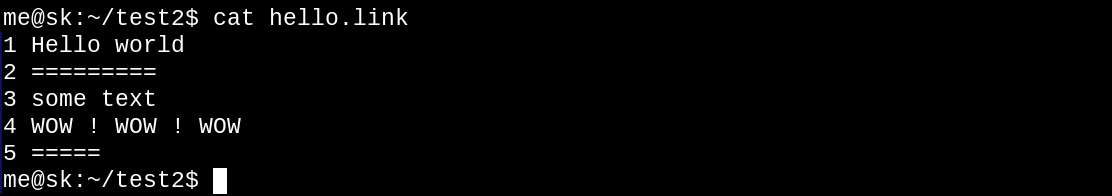 me@sk:~/test2$ cat hello.link
1 Hello world
2 =========
3 some text
4 WOW ! WOW ! WOW
5 =====
me@sk:~/test2$